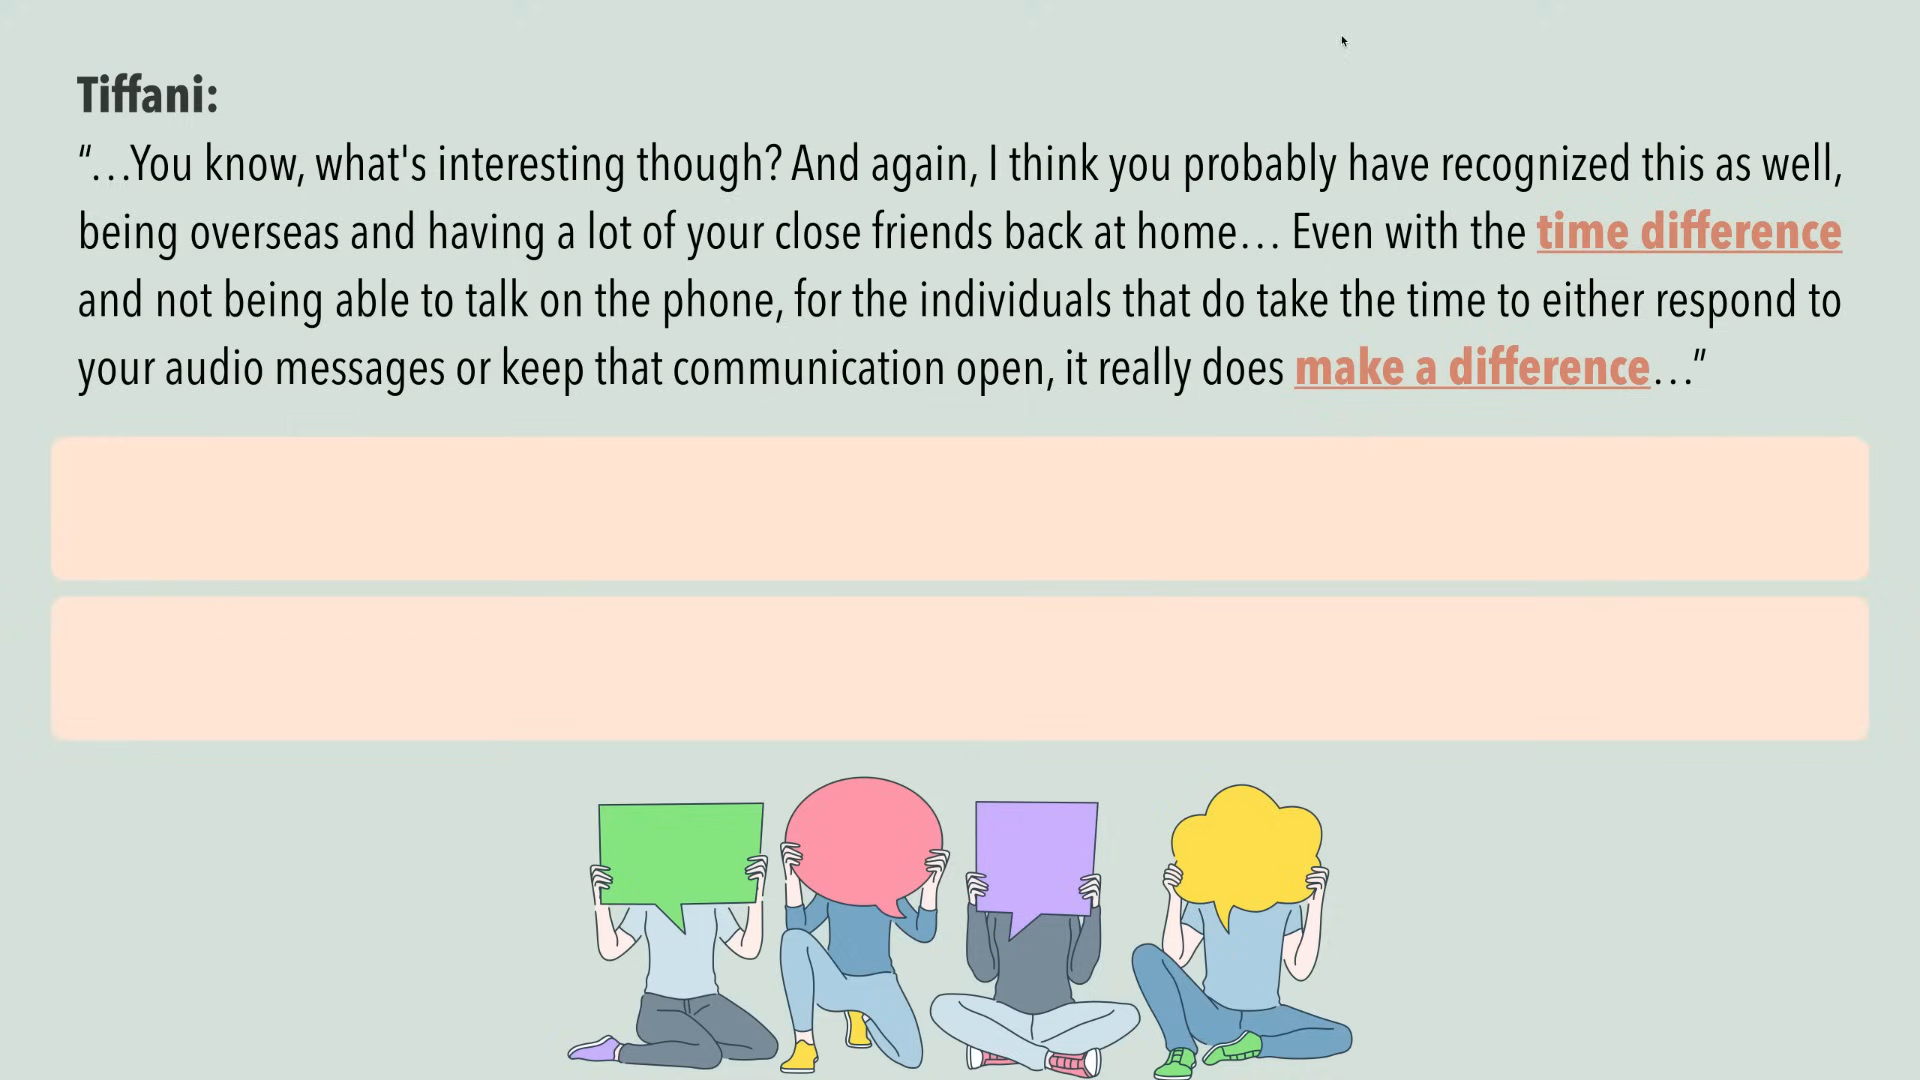 Tiffani:
“…You know, what's interesting though? And again, I think you probably have recognized this as well,
being overseas and having a lot of your close friends back at home… Even with the time difference
and not being able to talk on the phone, for the individuals that do take the time to either respond to
your audio messages or keep that communication open, it really does make a difference…”